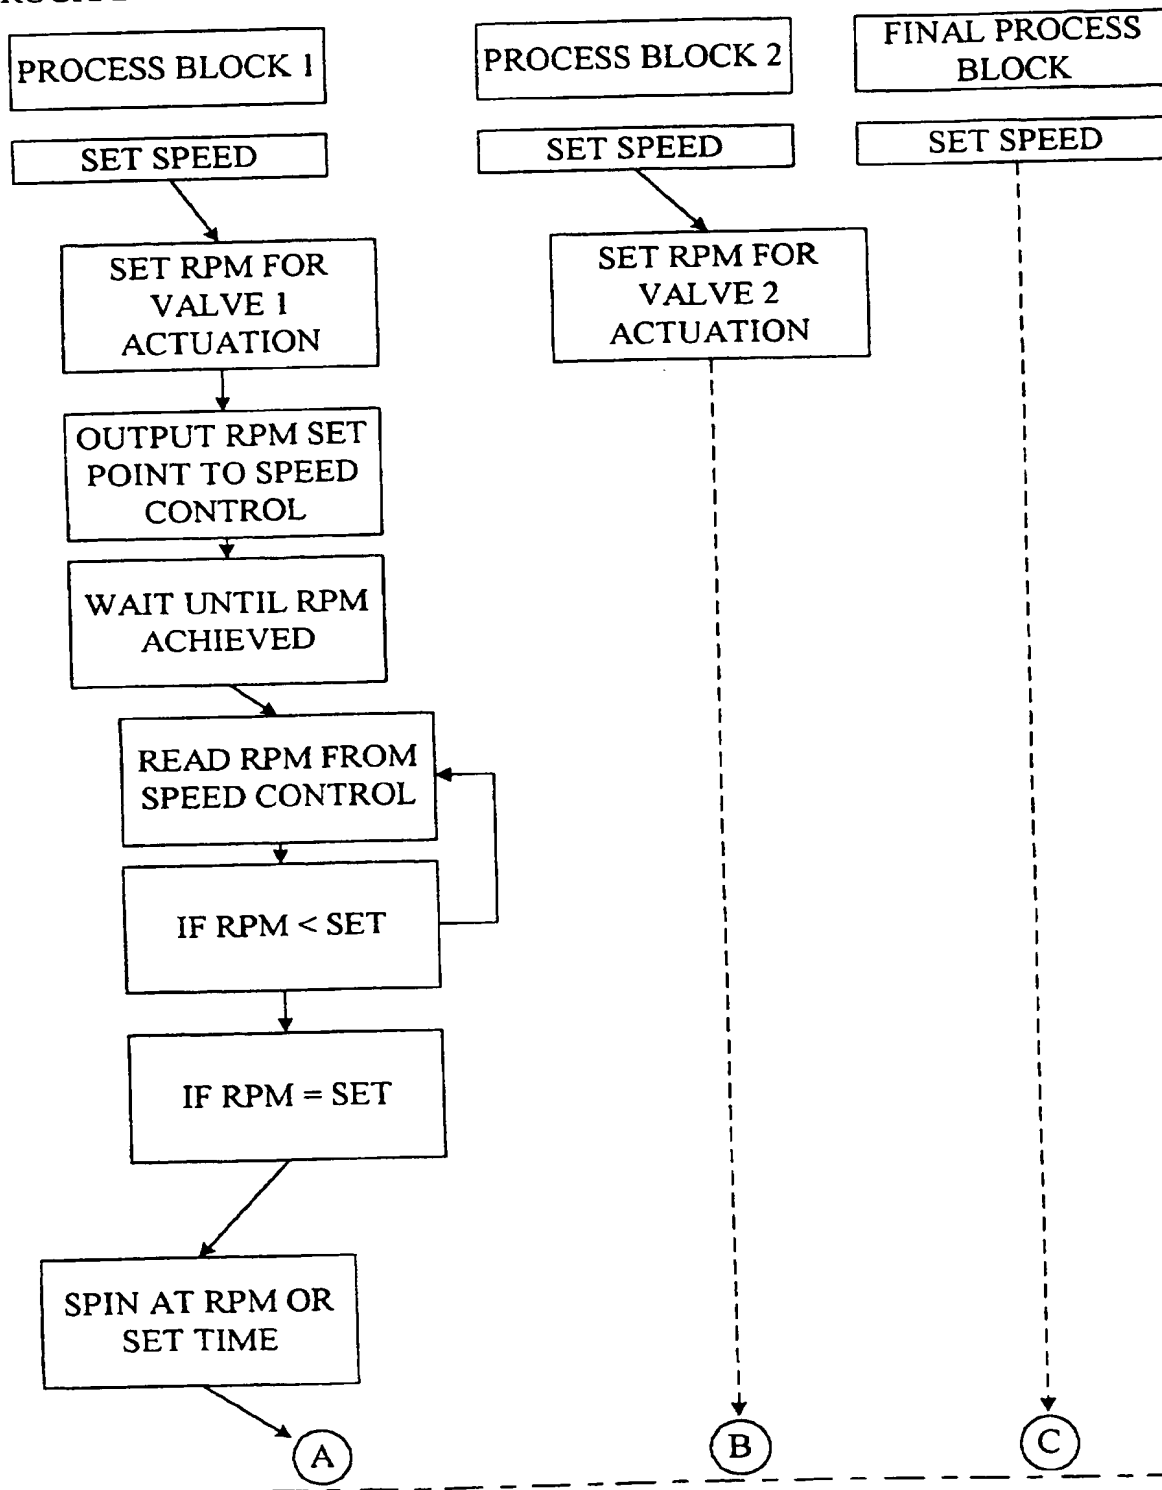 PROCESS BLOCK 1
SET SPEED
SET RPM FOR
VALVE 1
ACTUATION
OUTPUT RPM SET
POINT TO SPEED
CONTROL
WAIT UNTIL RPM
ACHIEVED
READ RPM FROM
SPEED CONTROL
IF RPM < SET
IF RPM = SET
SPIN AT RPM OR
SET TIME
A
PROCESS BLOCK 2
SET SPEED
SET RPM FOR
VALVE 2
ACTUATION
B
FINAL PROCESS
BLOCK
SET SPEED
C